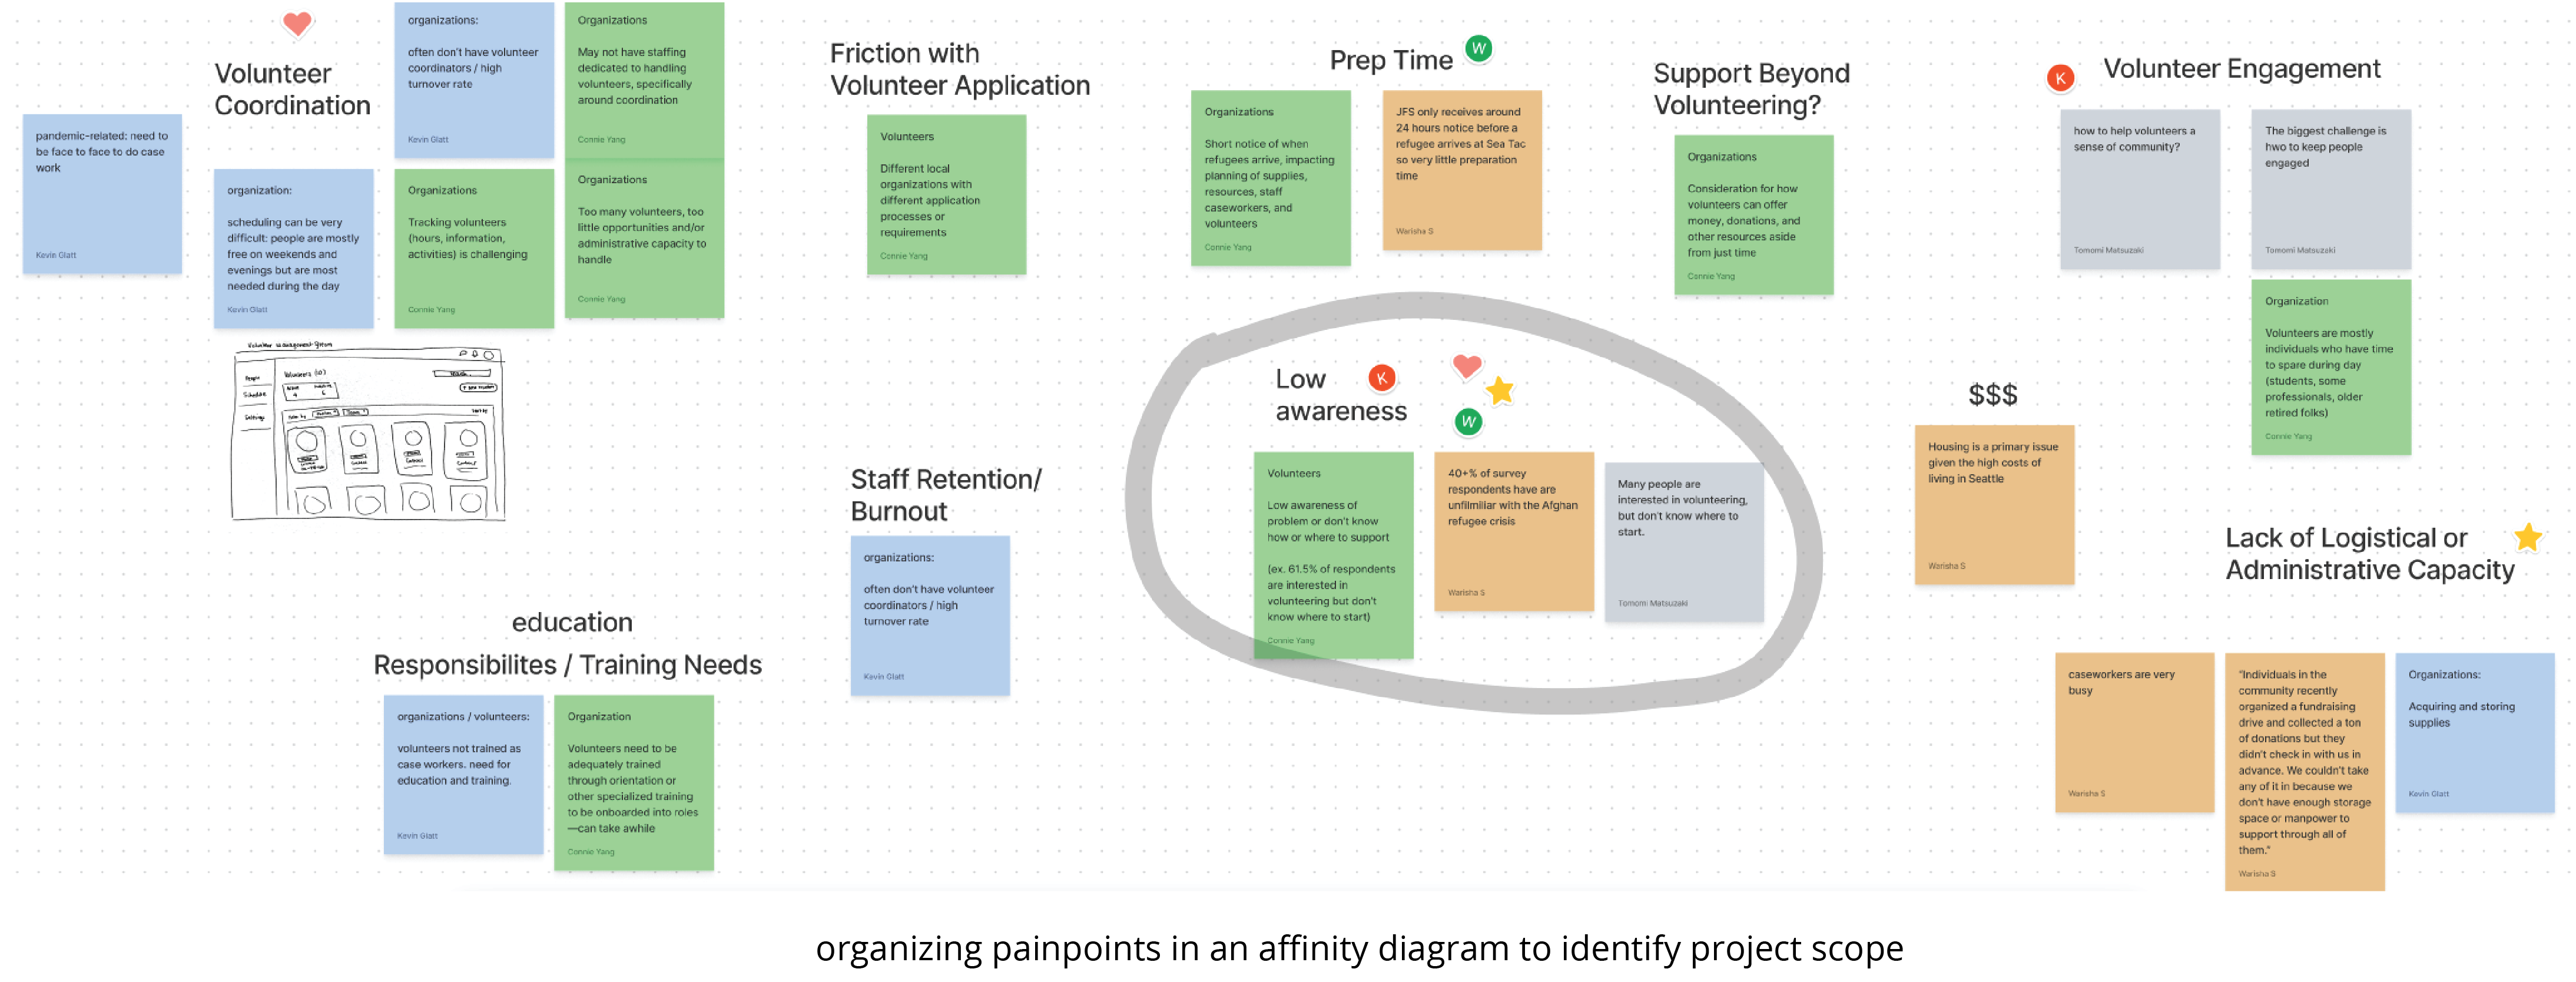 Volunteer
Coordination
pandemic-related: need to
be face to face to do case
work
Kevin Glatt
organizations:
often don't have volunteer
coordinators / high
turnover rate
Kevin Glatt
Organizations
May not have staffing
dedicated to handling
volunteers, specifically
around coordination
Connie Yang
organization:
scheduling can be very
difficult: people are mostly
free on weekends and
evenings but are most
needed during the day
Kevin Glatt
Organizations
Tracking volunteers
(hours, information,
activities) is challenging
Connie Yang
Organizations
Too many volunteers, too
little opportunities and/or
administrative capacity to
handle
Connie Yang
Volunteer management System
People
Schedule
Settings
Volunteers (10)
Sort by
education
Responsibilites / Training Needs
organizations / volunteers:
volunteers not trained as
case workers. need for
education and training.
Kevin Glatt
Organization
Volunteers need to be
adequately trained
through orientation or
other specialized training
to be onboarded into roles
—can take awhile
Connie Yang
Friction with
Volunteer Application
Volunteers
Different local
organizations with
different application
processes or
requirements
Connie Yang
Staff Retention/
Burnout
organizations:
often don't have volunteer
coordinators / high
turnover rate
Kevin Glatt
Prep Time
W
Organizations
Short notice of when
refugees arrive, impacting
planning of supplies,
resources, staff
caseworkers, and
volunteers
Connie Yang
JFS only receives around
24 hours notice before a
refugee arrives at Sea Tac
so very little preparation
time
Warisha S
Low
awareness
K
W
Volunteers
Low awareness of
problem or don't know
how or where to support
(ex. 61.5% of respondents
are interested in
volunteering but don't
know where to start)
Connie Yang
40+% of survey
respondents have are
unfilmiliar with the Afghan
refugee crisis
Warisha S
Many people are
interested in volunteering,
but don't know where to
start.
Tomomi Matsuzaki
Support Beyond
Volunteering?
Organizations
Consideration for how
volunteers can offer
money, donations, and
other resources aside
from just time
Connie Yang
K
Volunteer Engagement
how to help volunteers a
sense of community?
Tomomi Matsuzaki
The biggest challenge is
hwo to keep people
engaged
Tomomi Matsuzaki
Organization
Volunteers are mostly
individuals who have time
to spare during day
(students, some
professionals, older
retired folks)
Connie Yang
$$$
Housing is a primary issue
given the high costs of
living in Seattle
Warisha S
Lack of Logistical or
Administrative Capacity
caseworkers are very
busy
Warisha S
"Individuals in the
community recently
organized a fundraising
drive and collected a ton
of donations but they
didn't check in with us in
advance. We couldn't take
any of it in because we
don't have enough storage
space or manpower to
support through all of
them."
Warisha S
Organizations:
Acquiring and storing
supplies
Kevin Glatt
organizing painpoints in an affinity diagram to identify project scope